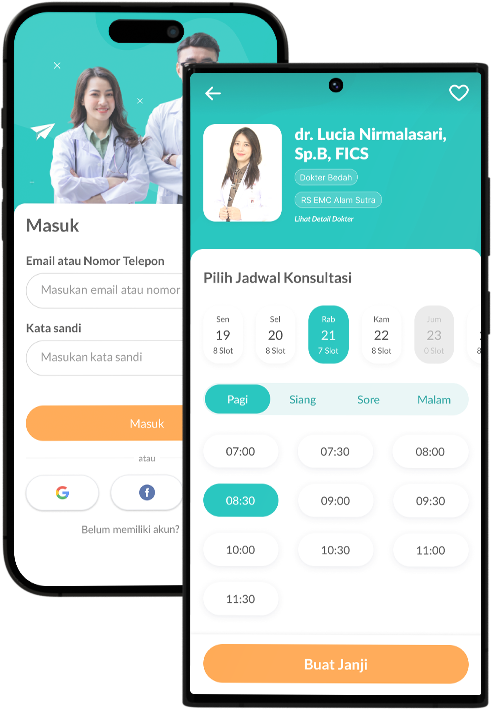 Masuk
Email atau Nomor Telepon
Masukan email atau nomor
Kata sandi
Masukan kata sandi
Masuk
atau
Belum memiliki akun?
dr. Lucia Nirmalasari,
Sp.B, FICS
Dokter Bedah
RS EMC Alam Sutra
Lihat Detail Dokter
Pilih Jadwal Konsultasi
Sen Sel Rab Kam Jum
19 20 21 22 23
8 Slot 8 Slot 7 Slot 8 Slot 0 Slot
Pagi Siang Sore Malam
07:00 07:30 08:00
08:30 09:00 09:30
10:00 10:30 11:00
11:30
Buat Janji